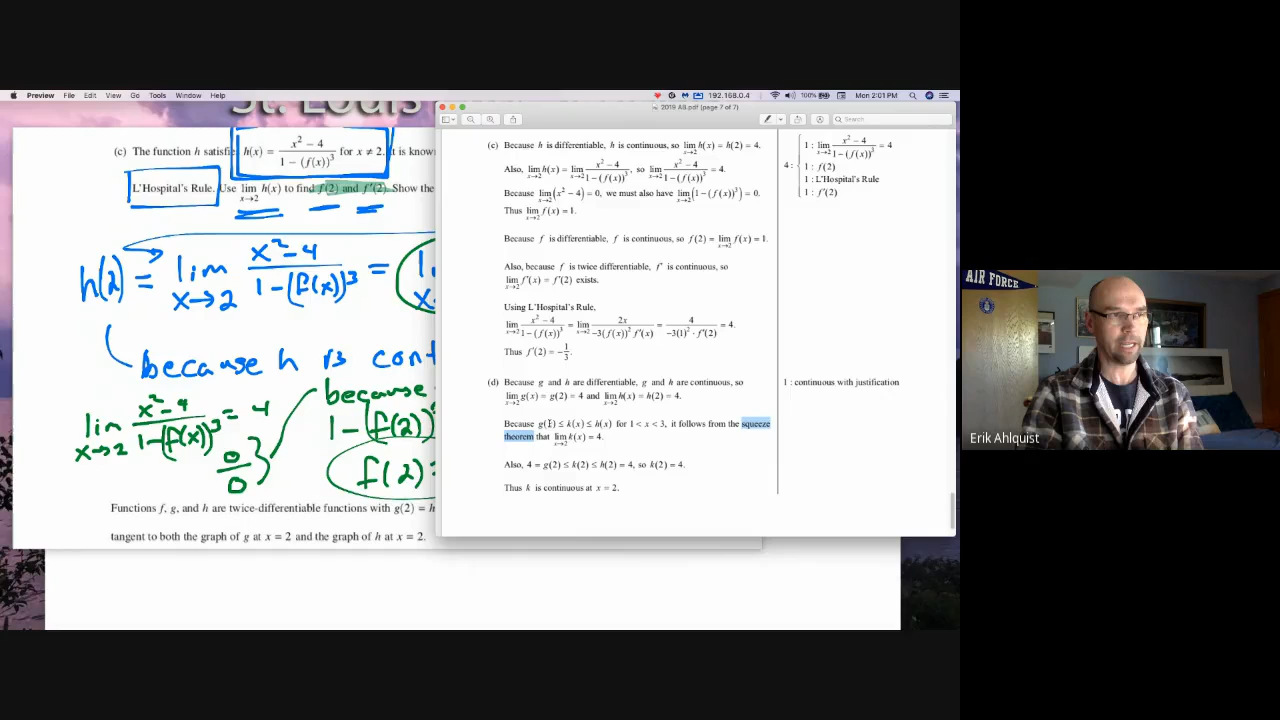 Preview File Edit View Go Tools Window Help
192.168.0.4 100% Mon 2:01 PM
St. Louis
(c) The function h satisfie h(x) = x² − 4 / 1 − (f(x))³ for x ≠ 2. It is known
L'Hospital's Rule. Use lim x→2 h(x) to find f(2) and f′(2). Show the
h(2) = lim x→2 x²−4 / 1−(f(x))³ =
because h is cont
because
lim x→2 x²−4 / 1−(f(x))³ = 4
1 − (f(2))
0/0
f(2) =
Functions f, g, and h are twice-differentiable functions with g(2) = h
tangent to both the graph of g at x = 2 and the graph of h at x = 2.
2019 AB.pdf (page 7 of 7)
Search
(c) Because h is differentiable, h is continuous, so lim x→2 h(x) = h(2) = 4.
Also, lim x→2 h(x) = lim x→2 x² − 4 / 1 − (f(x))³, so lim x→2 x² − 4 / 1 − (f(x))³ = 4.
Because lim x→2 (x² − 4) = 0, we must also have lim x→2 (1 − (f(x))³) = 0.
Thus lim x→2 f(x) = 1.
Because f is differentiable, f is continuous, so f(2) = lim x→2 f(x) = 1.
Also, because f is twice differentiable, f′ is continuous, so
lim x→2 f′(x) = f′(2) exists.
Using L'Hospital's Rule,
lim x→2 x² − 4 / 1 − (f(x))³ = lim x→2 2x / −3(f(x))² f′(x) = 4 / −3(1)² · f′(2) = 4.
Thus f′(2) = −1/3.
4 : { 1 : lim x→2 x² − 4 / 1 − (f(x))³ = 4
1 : f(2)
1 : L'Hospital's Rule
1 : f′(2)
(d) Because g and h are differentiable, g and h are continuous, so
lim x→2 g(x) = g(2) = 4 and lim x→2 h(x) = h(2) = 4.
Because g(x) ≤ k(x) ≤ h(x) for 1 < x < 3, it follows from the squeeze
theorem that lim x→2 k(x) = 4.
Also, 4 = g(2) ≤ k(2) ≤ h(2) = 4, so k(2) = 4.
Thus k is continuous at x = 2.
1 : continuous with justification
AIR FORCE
Erik Ahlquist